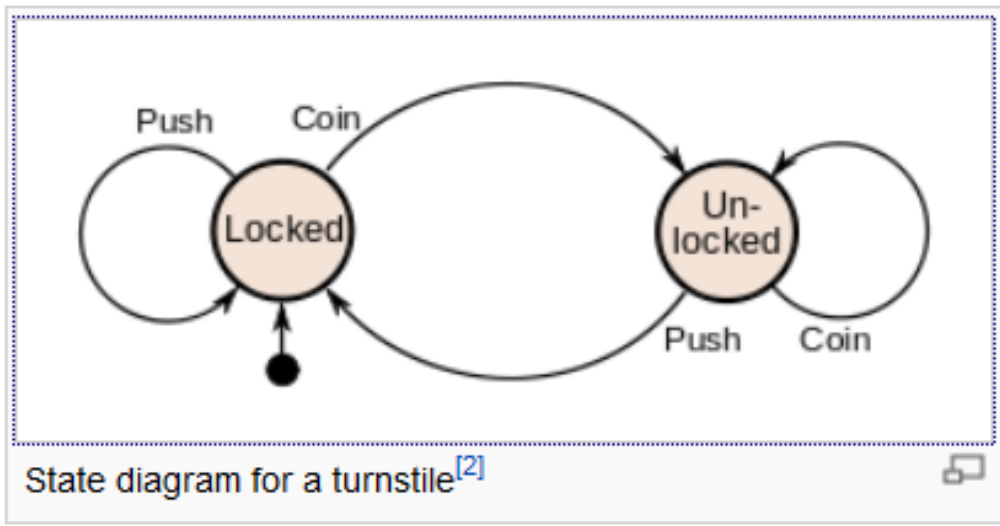 Push
Coin
Locked
Un-
locked
Push
Coin
State diagram for a turnstile[2]